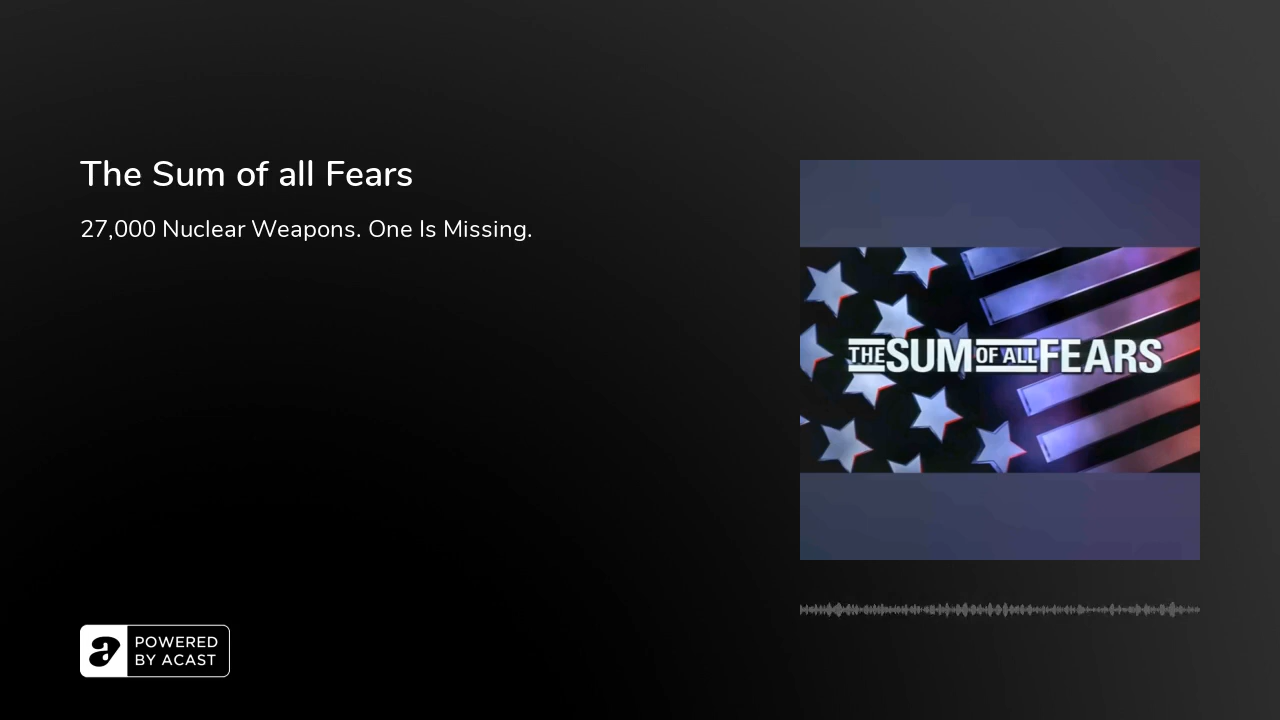 The Sum of all Fears
27,000 Nuclear Weapons. One Is Missing.
THE SUM OF ALL FEARS
POWERED
BY ACAST